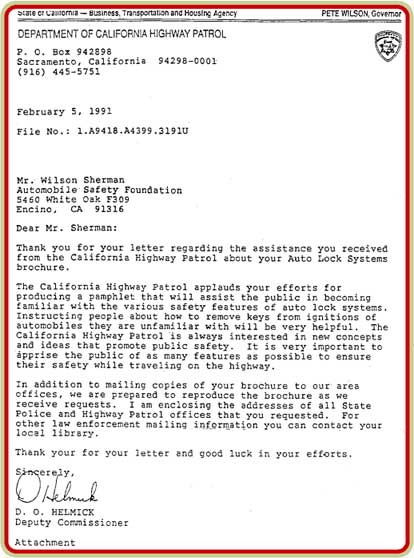 State of California — Business, Transportation and Housing Agency PETE WILSON, Governor
DEPARTMENT OF CALIFORNIA HIGHWAY PATROL
P. O. Box 942898
Sacramento, California 94298-0001
(916) 445-5751
February 5, 1991
File No.: 1.A9418.A4399.3191U
Mr. Wilson Sherman
Automobile Safety Foundation
5460 White Oak F309
Encino, CA 91316
Dear Mr. Sherman:
Thank you for your letter regarding the assistance you received
from the California Highway Patrol about your Auto Lock Systems
brochure.
The California Highway Patrol applauds your efforts for
producing a pamphlet that will assist the public in becoming
familiar with the various safety features of auto lock systems.
Instructing people about how to remove keys from ignitions of
automobiles they are unfamiliar with will be very helpful. The
California Highway Patrol is always interested in new concepts
and ideas that promote public safety. It is very important to
apprise the public of as many features as possible to ensure
their safety while traveling on the highway.
In addition to mailing copies of your brochure to our area
offices, we are prepared to reproduce the brochure as we
receive requests. I am enclosing the addresses of all State
Police and Highway Patrol offices that you requested. For
other law enforcement mailing information you can contact your
local library.
Thank your for your letter and good luck in your efforts.
Sincerely,
D O Helmick
D. O. HELMICK
Deputy Commissioner
Attachment